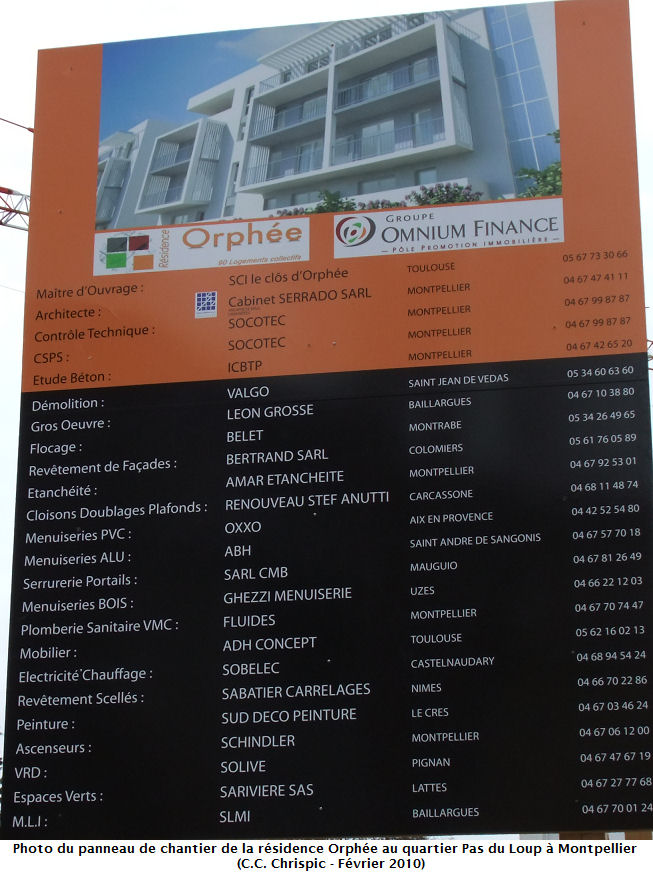 Résidence Orphée
90 Logements collectifs
GROUPE
OMNIUM FINANCE
PÔLE PROMOTION IMMOBILIÈRE
Maître d'Ouvrage : SCI le clôs d'Orphée TOULOUSE 05 67 73 30 66
Architecte : Cabinet SERRADO SARL MONTPELLIER 04 67 47 41 11
Contrôle Technique : SOCOTEC MONTPELLIER 04 67 99 87 87
CSPS : SOCOTEC MONTPELLIER 04 67 99 87 87
Etude Béton : ICBTP MONTPELLIER 04 67 42 65 20
Démolition : VALGO SAINT JEAN DE VEDAS 05 34 60 63 60
Gros Oeuvre : LEON GROSSE BAILLARGUES 04 67 10 38 80
Flocage : BELET MONTRABE 05 34 26 49 65
Revêtement de Façades : BERTRAND SARL COLOMIERS 05 61 76 05 89
Etanchéité : AMAR ETANCHEITE MONTPELLIER 04 67 92 53 01
Cloisons Doublages Plafonds : RENOUVEAU STEF ANUTTI CARCASSONE 04 68 11 48 74
Menuiseries PVC : OXXO AIX EN PROVENCE 04 42 52 54 80
Menuiseries ALU : ABH SAINT ANDRE DE SANGONIS 04 67 57 70 18
Serrurerie Portails : SARL CMB MAUGUIO 04 67 81 26 49
Menuiseries BOIS : GHEZZI MENUISERIE UZES 04 66 22 12 03
Plomberie Sanitaire VMC : FLUIDES MONTPELLIER 04 67 70 74 47
Mobilier : ADH CONCEPT TOULOUSE 05 62 16 02 13
Electricité Chauffage : SOBELEC CASTELNAUDARY 04 68 94 54 24
Revêtement Scellés : SABATIER CARRELAGES NIMES 04 66 70 22 86
Peinture : SUD DECO PEINTURE LE CRES 04 67 03 46 24
Ascenseurs : SCHINDLER MONTPELLIER 04 67 06 12 00
VRD : SOLIVE PIGNAN 04 67 47 67 19
Espaces Verts : SARIVIERE SAS LATTES 04 67 27 77 68
M.L.I : SLMI BAILLARGUES 04 67 70 01 24
Photo du panneau de chantier de la résidence Orphée au quartier Pas du Loup à Montpellier
(C.C. Chrispic - Février 2010)